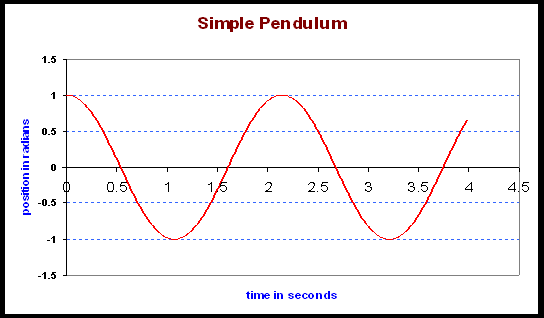 Simple Pendulum
1.5
1
0.5
0
-0.5
-1
-1.5
0 0.5 1 1.5 2 2.5 3 3.5 4 4.5
position in radians
time in seconds